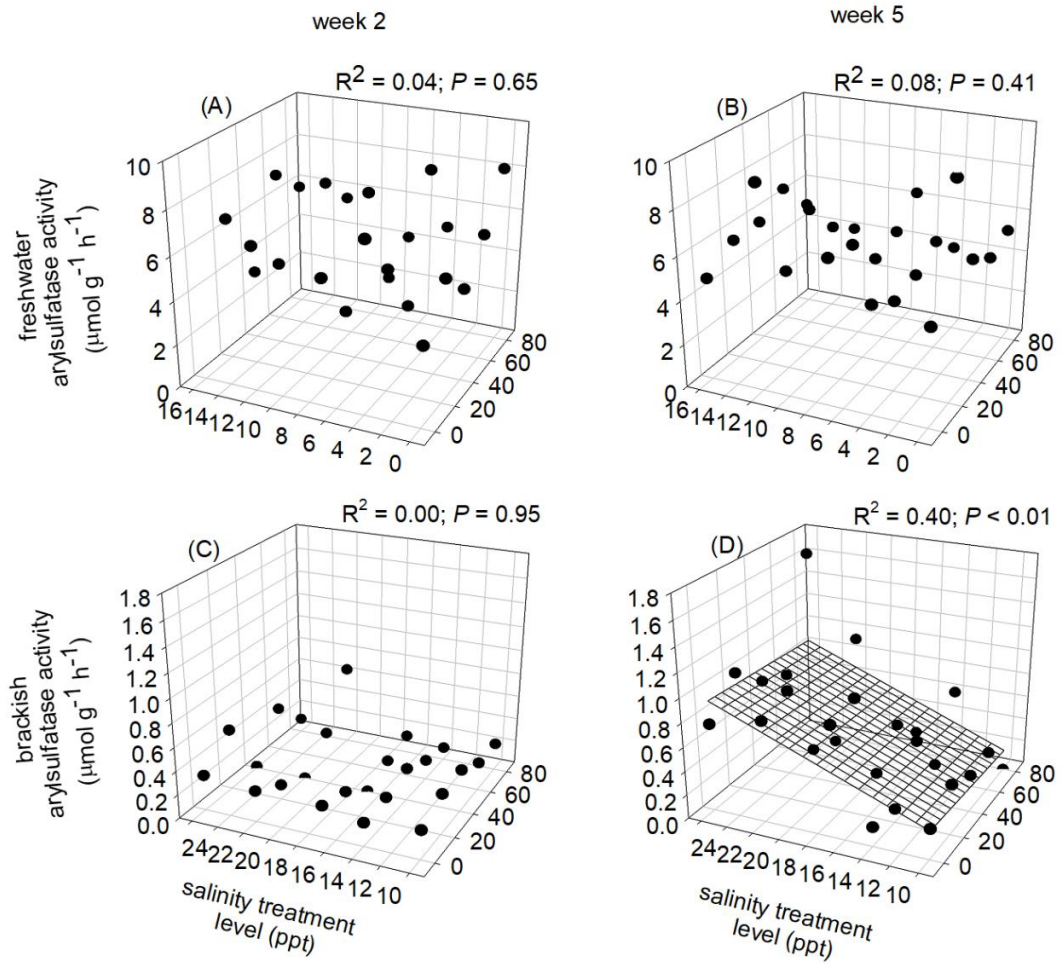 week 2
week 5
R² = 0.04; P = 0.65
R² = 0.08; P = 0.41
(A)
(B)
freshwater
arylsulfatase activity
(μmol g⁻¹ h⁻¹)
10
8
6
4
2
0
16 14 12 10 8 6 4 2 0
0 20 40 60 80
10
8
6
4
2
0
16 14 12 10 8 6 4 2 0
0 20 40 60 80
R² = 0.00; P = 0.95
R² = 0.40; P < 0.01
(C)
(D)
brackish
arylsulfatase activity
(μmol g⁻¹ h⁻¹)
1.8
1.6
1.4
1.2
1.0
0.8
0.6
0.4
0.2
0.0
24 22 20 18 16 14 12 10
0 20 40 60 80
salinity treatment
level (ppt)
1.8
1.6
1.4
1.2
1.0
0.8
0.6
0.4
0.2
0.0
24 22 20 18 16 14 12 10
0 20 40 60 80
salinity treatment
level (ppt)